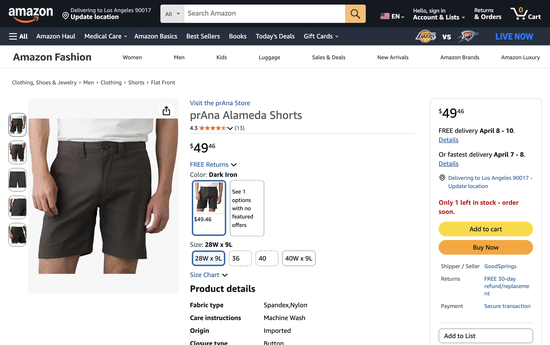 amazon
Delivering to Los Angeles 90017
Update location
All
Search Amazon
EN
Hello, sign in
Account & Lists
Returns
& Orders
0
Cart
All
Amazon Haul
Medical Care
Amazon Basics
Best Sellers
Books
Today's Deals
Gift Cards
LAKERS
VS
LIVE NOW
Amazon Fashion
Women
Men
Kids
Luggage
Sales & Deals
New Arrivals
Amazon Brands
Amazon Luxury
Clothing, Shoes & Jewelry › Men › Clothing › Shorts › Flat Front
Visit the prAna Store
prAna Alameda Shorts
4.3 (13)
$49.46
FREE Returns
Color: Dark Iron
$49.46
See 1
options
with no
featured
offers
Size: 28W x 9L
28W x 9L
36
40
40W x 9L
Size Chart
Product details
Fabric type Spandex,Nylon
Care instructions Machine Wash
Origin Imported
Closure type Button
$49.46
FREE delivery April 8 - 10.
Details
Or fastest delivery April 7 - 8.
Details
Delivering to Los Angeles 90017 -
Update location
Only 1 left in stock - order
soon.
Add to cart
Buy Now
Shipper / Seller GoodSprings
Returns FREE 30-day
refund/replaceme
nt
Payment Secure transaction
Add to List